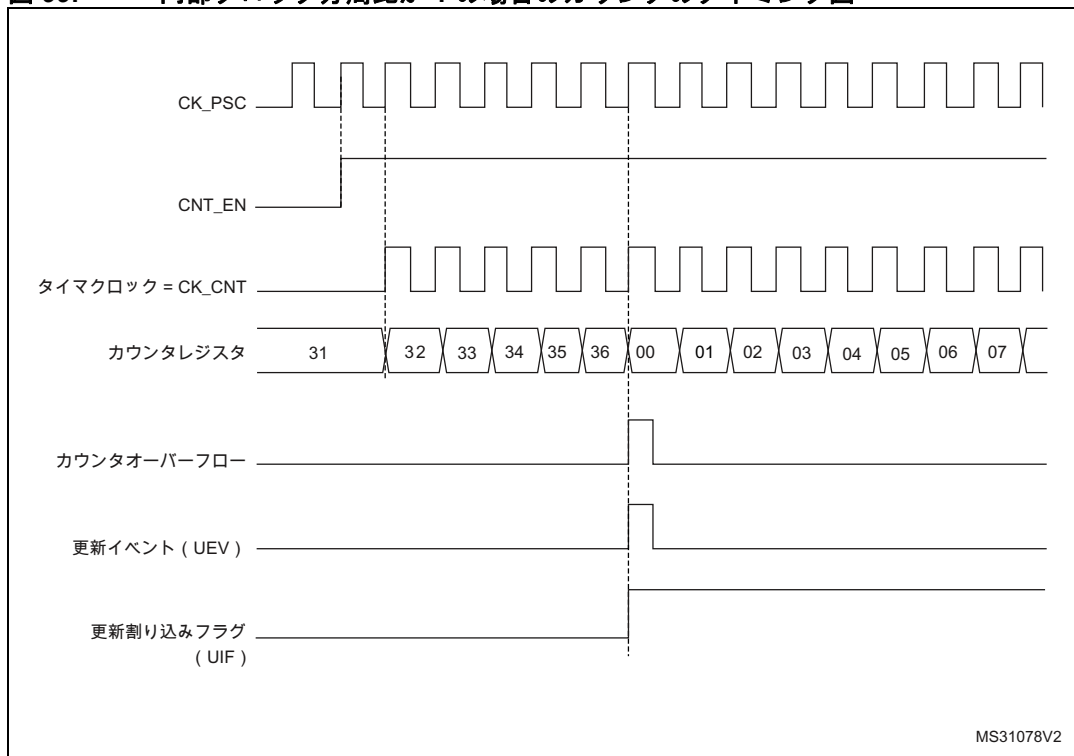 CK_PSC
CNT_EN
タイマクロック = CK_CNT
カウンタレジスタ
31 32 33 34 35 36 00 01 02 03 04 05 06 07
カウンタオーバーフロー
更新イベント ( UEV )
更新割り込みフラグ
( UIF )
MS31078V2